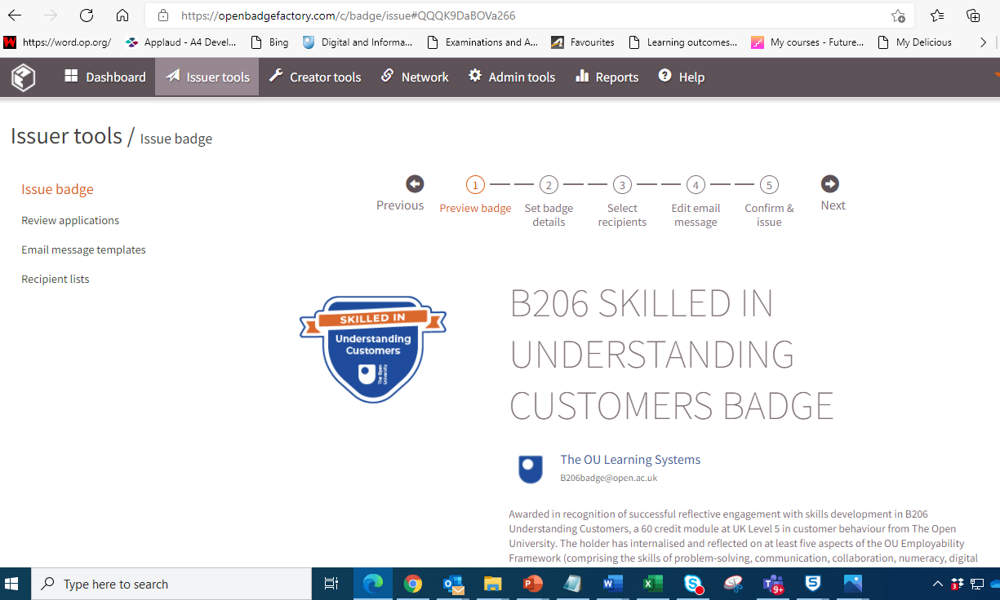 https://openbadgefactory.com/c/badge/issue#QQQK9DaBOVa266
https://word.op.org/ Applaud - A4 Devel... Bing Digital and Informa... Examinations and A... Favourites Learning outcomes... My courses - Future... My Delicious
Dashboard Issuer tools Creator tools Network Admin tools Reports Help
Issuer tools / Issue badge
Issue badge
Review applications
Email message templates
Recipient lists
Previous
1 2 3 4 5
Preview badge
Set badge
details
Select
recipients
Edit email
message
Confirm &
issue
Next
SKILLED IN
Understanding
Customers
The Open
University
B206 SKILLED IN
UNDERSTANDING
CUSTOMERS BADGE
The OU Learning Systems
B206badge@open.ac.uk
Awarded in recognition of successful reflective engagement with skills development in B206
Understanding Customers, a 60 credit module at UK Level 5 in customer behaviour from The Open
University. The holder has internalised and reflected on at least five aspects of the OU Employability
Framework (comprising the skills of problem-solving, communication, collaboration, numeracy, digital
Type here to search
9+
3